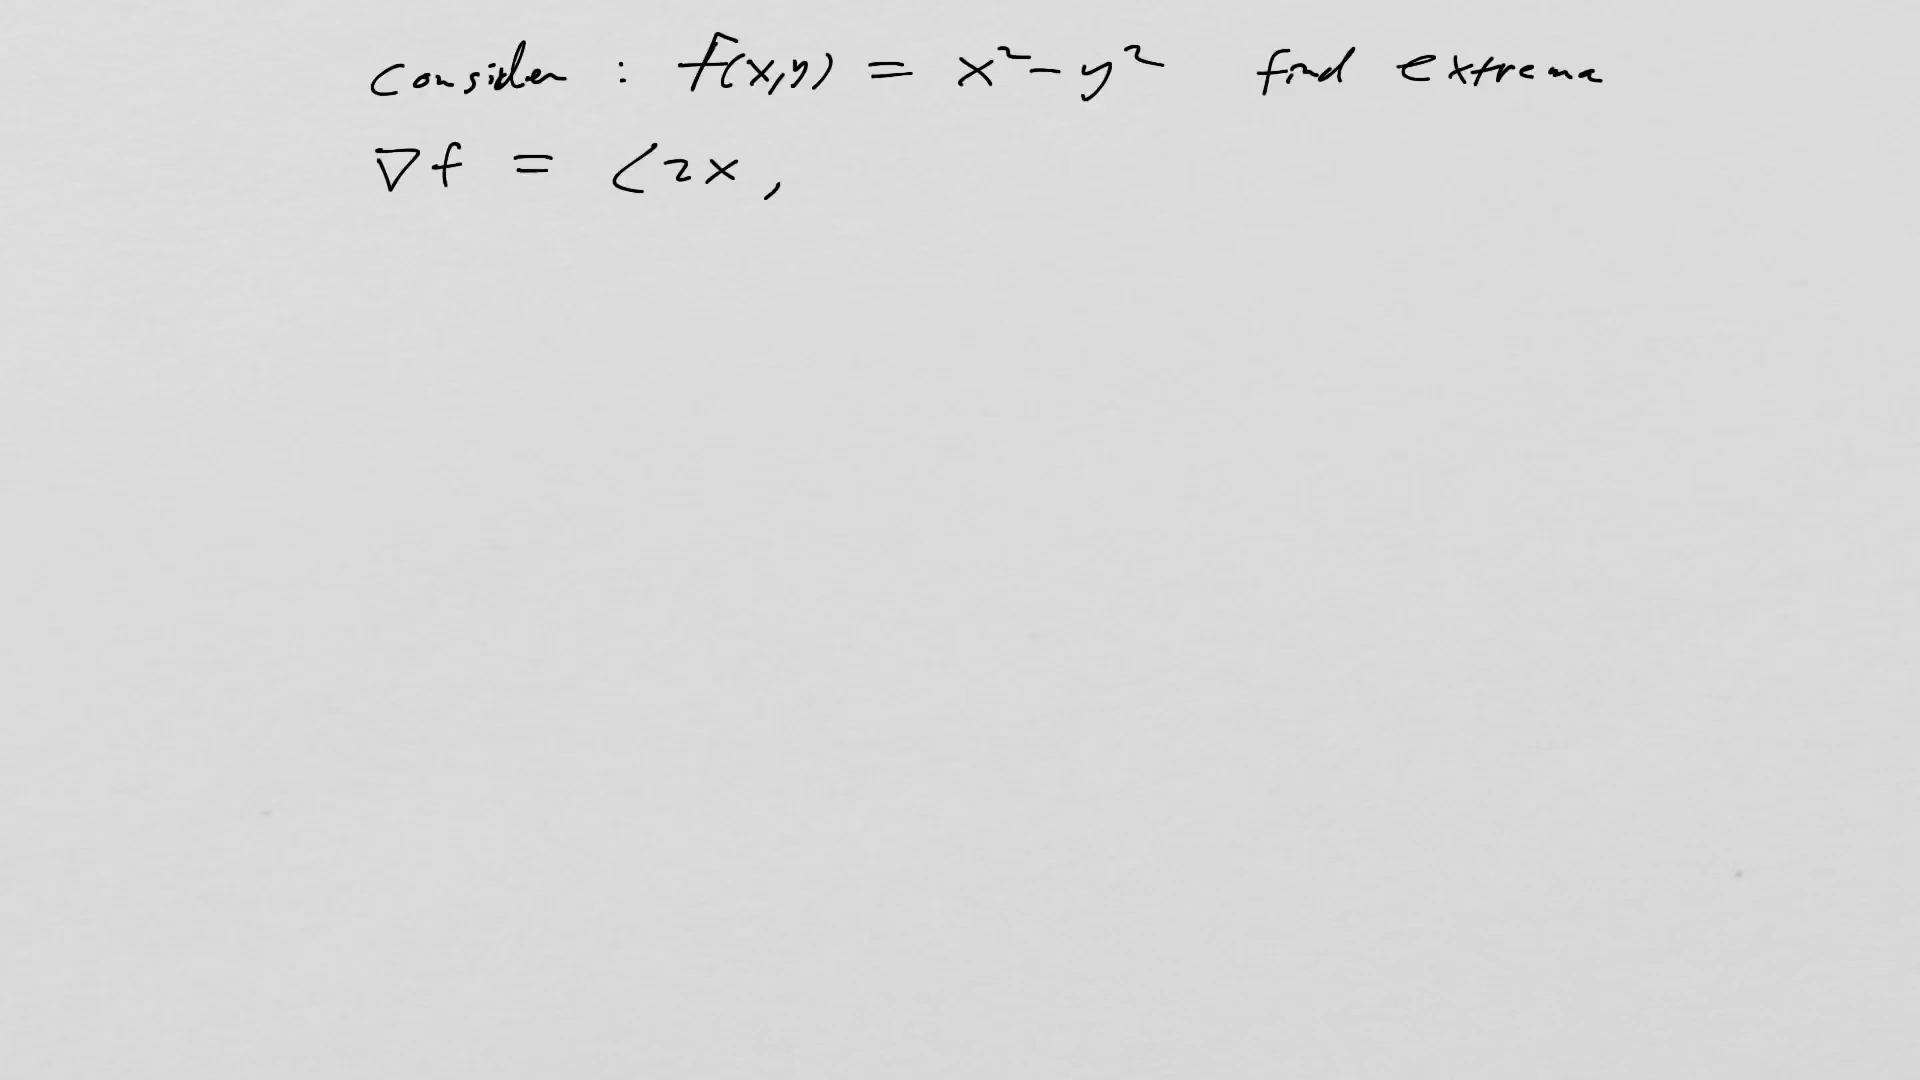 Consider : f(x,y) = x² - y² find extrema
∇f = ⟨2x ,